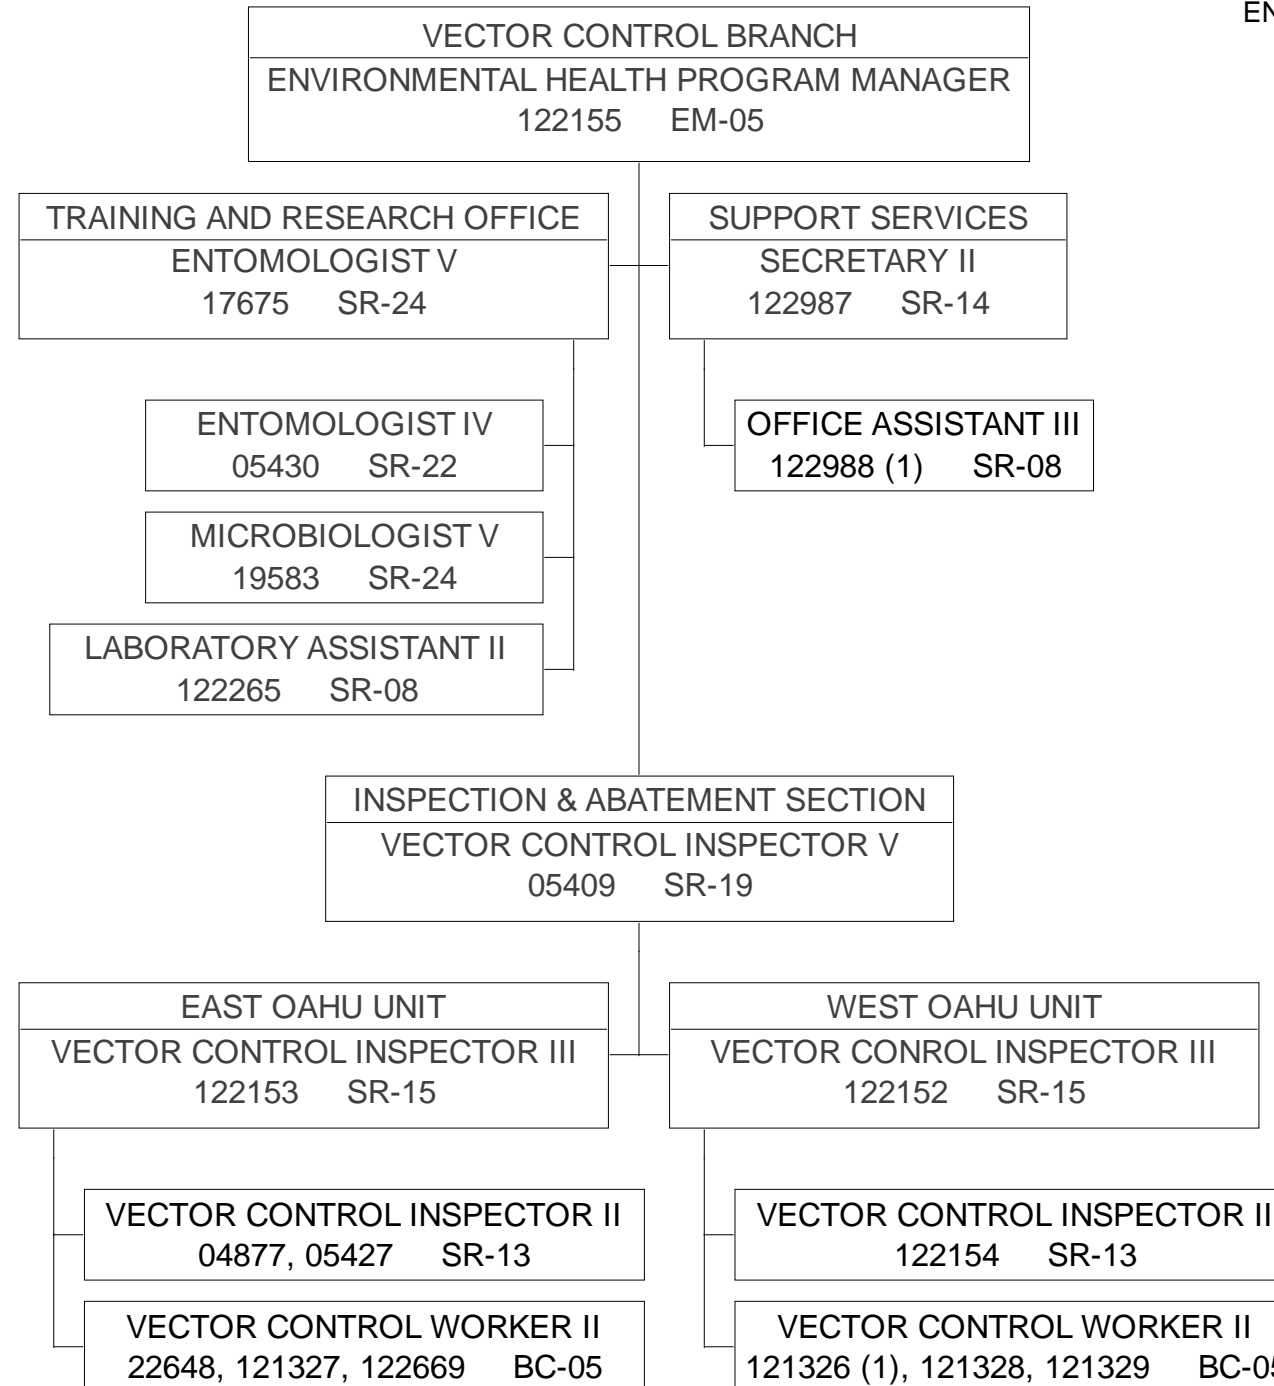 EN
VECTOR CONTROL BRANCH
ENVIRONMENTAL HEALTH PROGRAM MANAGER
122155 EM-05
TRAINING AND RESEARCH OFFICE
ENTOMOLOGIST V
17675 SR-24
SUPPORT SERVICES
SECRETARY II
122987 SR-14
ENTOMOLOGIST IV
05430 SR-22
OFFICE ASSISTANT III
122988 (1) SR-08
MICROBIOLOGIST V
19583 SR-24
LABORATORY ASSISTANT II
122265 SR-08
INSPECTION & ABATEMENT SECTION
VECTOR CONTROL INSPECTOR V
05409 SR-19
EAST OAHU UNIT
VECTOR CONTROL INSPECTOR III
122153 SR-15
WEST OAHU UNIT
VECTOR CONROL INSPECTOR III
122152 SR-15
VECTOR CONTROL INSPECTOR II
04877, 05427 SR-13
VECTOR CONTROL INSPECTOR II
122154 SR-13
VECTOR CONTROL WORKER II
22648, 121327, 122669 BC-05
VECTOR CONTROL WORKER II
121326 (1), 121328, 121329 BC-05